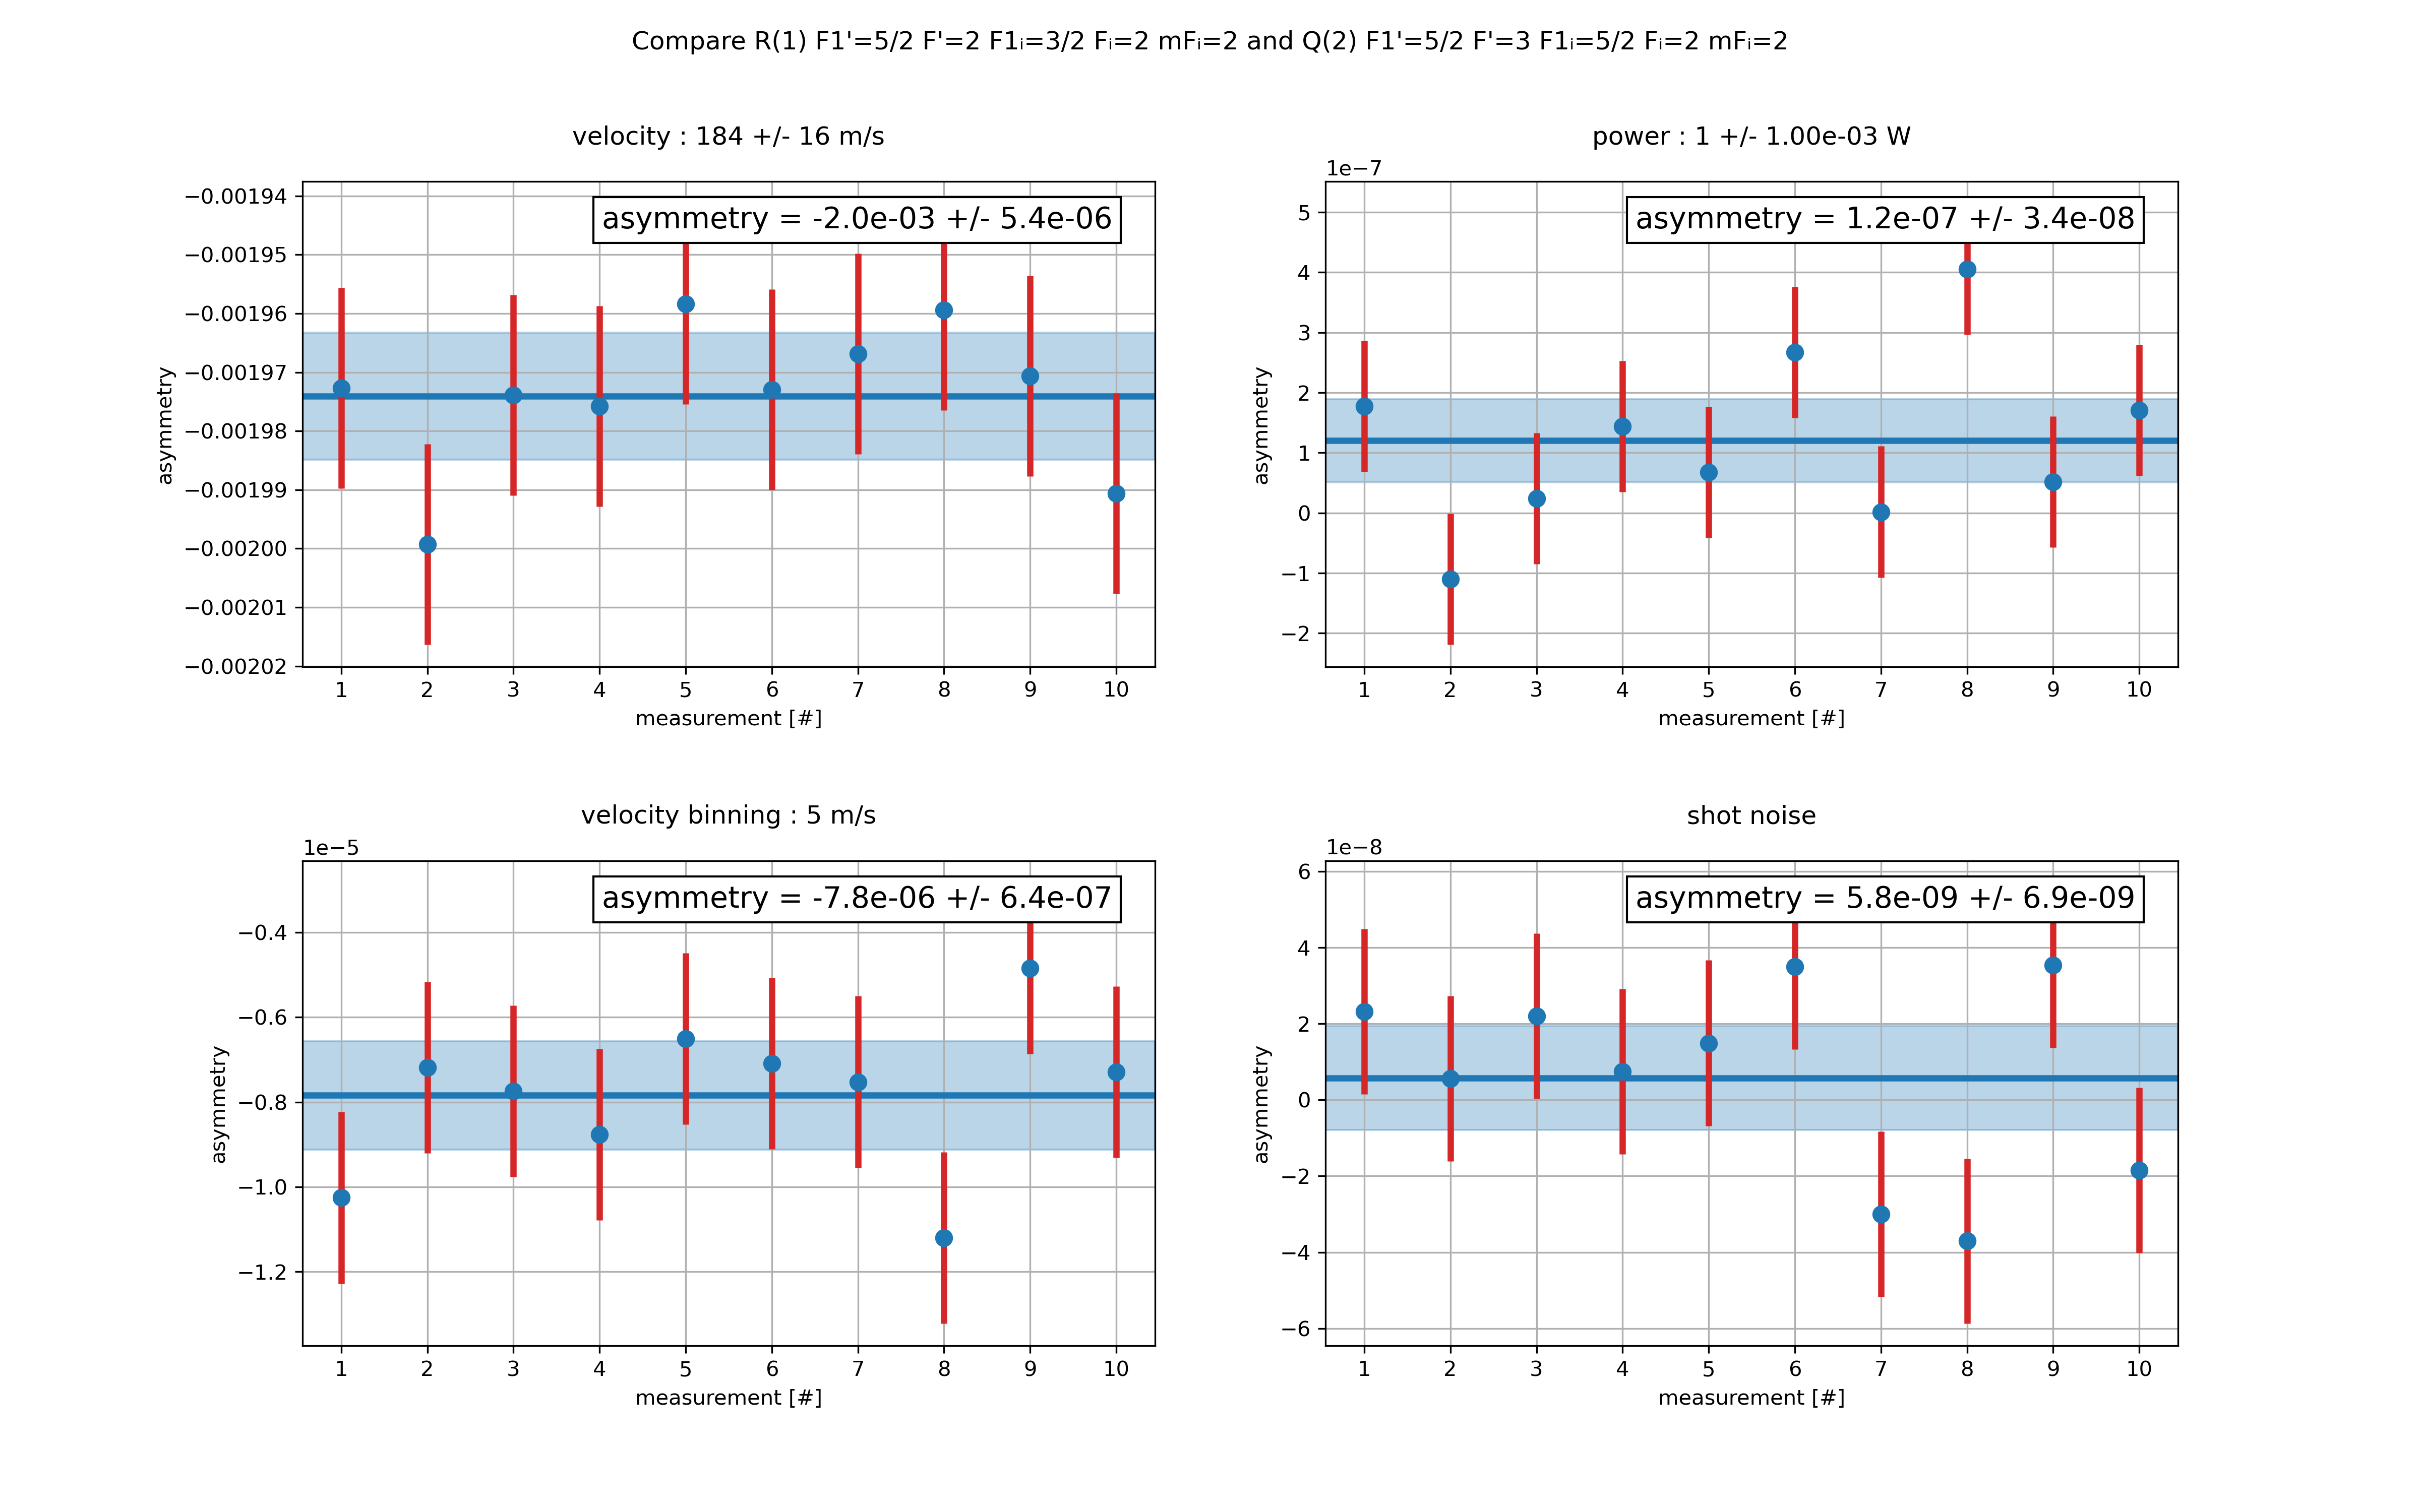 Compare R(1) F1'=5/2 F'=2 F1ᵢ=3/2 Fᵢ=2 mFᵢ=2 and Q(2) F1'=5/2 F'=3 F1ᵢ=5/2 Fᵢ=2 mFᵢ=2
velocity : 184 +/- 16 m/s
asymmetry = -2.0e-03 +/- 5.4e-06
−0.00194
−0.00195
−0.00196
−0.00197
−0.00198
−0.00199
−0.00200
−0.00201
−0.00202
asymmetry
1 2 3 4 5 6 7 8 9 10
measurement [#]
power : 1 +/- 1.00e-03 W
1e−7
asymmetry = 1.2e-07 +/- 3.4e-08
5
4
3
2
1
0
−1
−2
asymmetry
1 2 3 4 5 6 7 8 9 10
measurement [#]
velocity binning : 5 m/s
1e−5
asymmetry = -7.8e-06 +/- 6.4e-07
−0.4
−0.6
−0.8
−1.0
−1.2
asymmetry
1 2 3 4 5 6 7 8 9 10
measurement [#]
shot noise
1e−8
asymmetry = 5.8e-09 +/- 6.9e-09
6
4
2
0
−2
−4
−6
asymmetry
1 2 3 4 5 6 7 8 9 10
measurement [#]